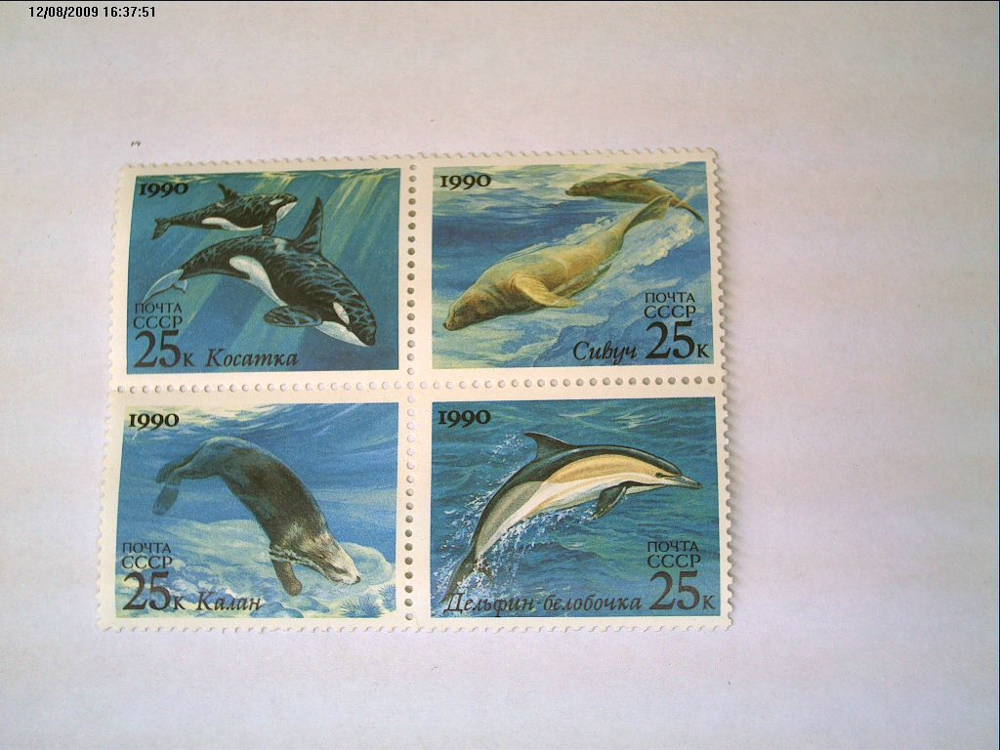 12/08/2009 16:37:51
1990
ПОЧТА
СССР
25к Косатка
1990
ПОЧТА
СССР
Сивуч 25к
1990
ПОЧТА
СССР
25к Калан
1990
ПОЧТА
СССР
Дельфин-белобочка 25к